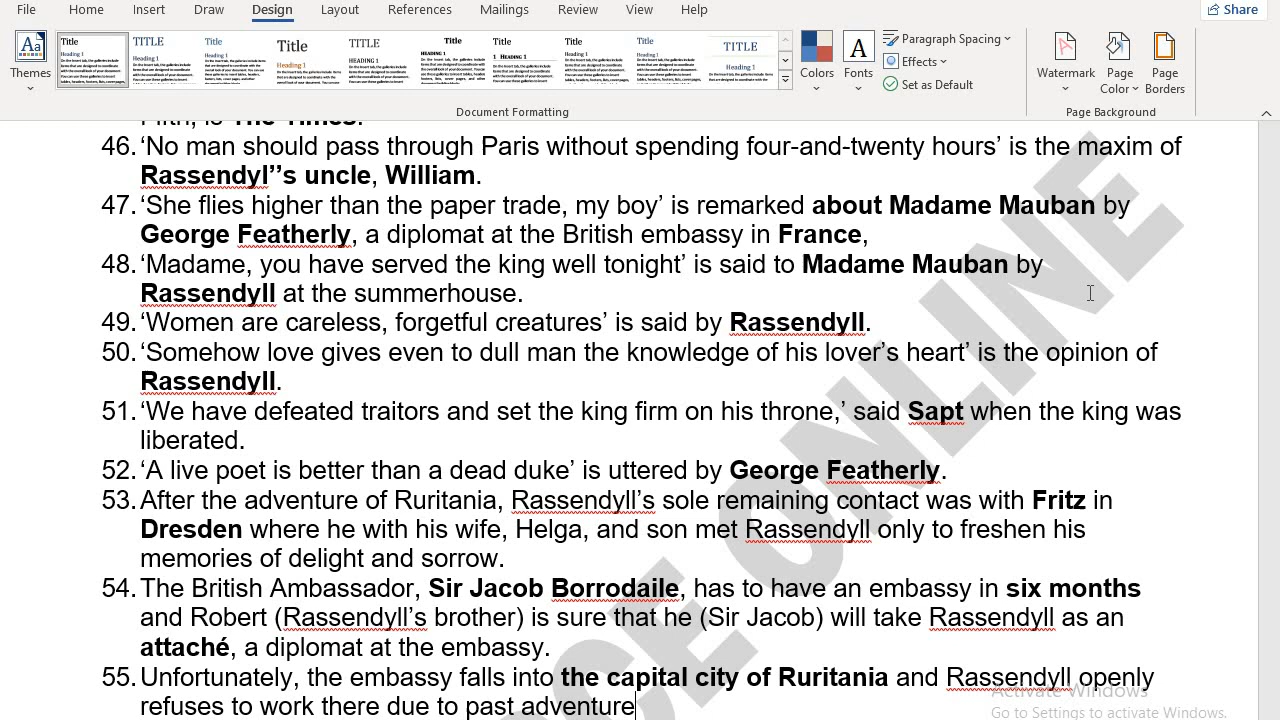 File Home Insert Draw Design Layout References Mailings Review View Help Share
Themes
Colors
Fonts
Paragraph Spacing
Effects
Set as Default
Watermark
Page Color
Page Borders
Document Formatting
Page Background
Fifth, is The Times.
46. ‘No man should pass through Paris without spending four-and-twenty hours’ is the maxim of
Rassendyl’’s uncle, William.
47. ‘She flies higher than the paper trade, my boy’ is remarked about Madame Mauban by
George Featherly, a diplomat at the British embassy in France,
48. ‘Madame, you have served the king well tonight’ is said to Madame Mauban by
Rassendyll at the summerhouse.
49. ‘Women are careless, forgetful creatures’ is said by Rassendyll.
50. ‘Somehow love gives even to dull man the knowledge of his lover’s heart’ is the opinion of
Rassendyll.
51. ‘We have defeated traitors and set the king firm on his throne,’ said Sapt when the king was
liberated.
52. ‘A live poet is better than a dead duke’ is uttered by George Featherly.
53. After the adventure of Ruritania, Rassendyll’s sole remaining contact was with Fritz in
Dresden where he with his wife, Helga, and son met Rassendyll only to freshen his
memories of delight and sorrow.
54. The British Ambassador, Sir Jacob Borrodaile, has to have an embassy in six months
and Robert (Rassendyll’s brother) is sure that he (Sir Jacob) will take Rassendyll as an
attaché, a diplomat at the embassy.
55. Unfortunately, the embassy falls into the capital city of Ruritania and Rassendyll openly
refuses to work there due to past adventure
ONLINE
Activate Windows
Go to Settings to activate Windows.